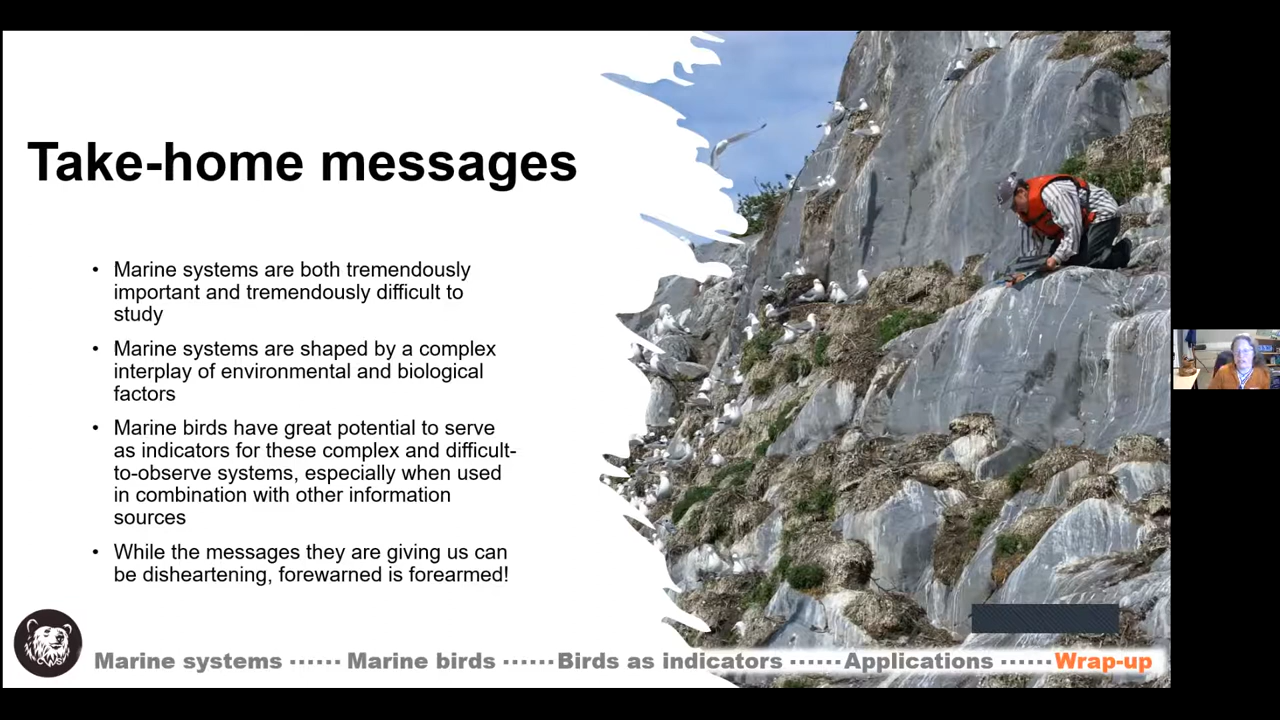 Take-home messages
• Marine systems are both tremendously
important and tremendously difficult to
study
• Marine systems are shaped by a complex
interplay of environmental and biological
factors
• Marine birds have great potential to serve
as indicators for these complex and difficult-
to-observe systems, especially when used
in combination with other information
sources
• While the messages they are giving us can
be disheartening, forewarned is forearmed!
Marine systems ······ Marine birds ······ Birds as indicators ······ Applications ······ Wrap-up